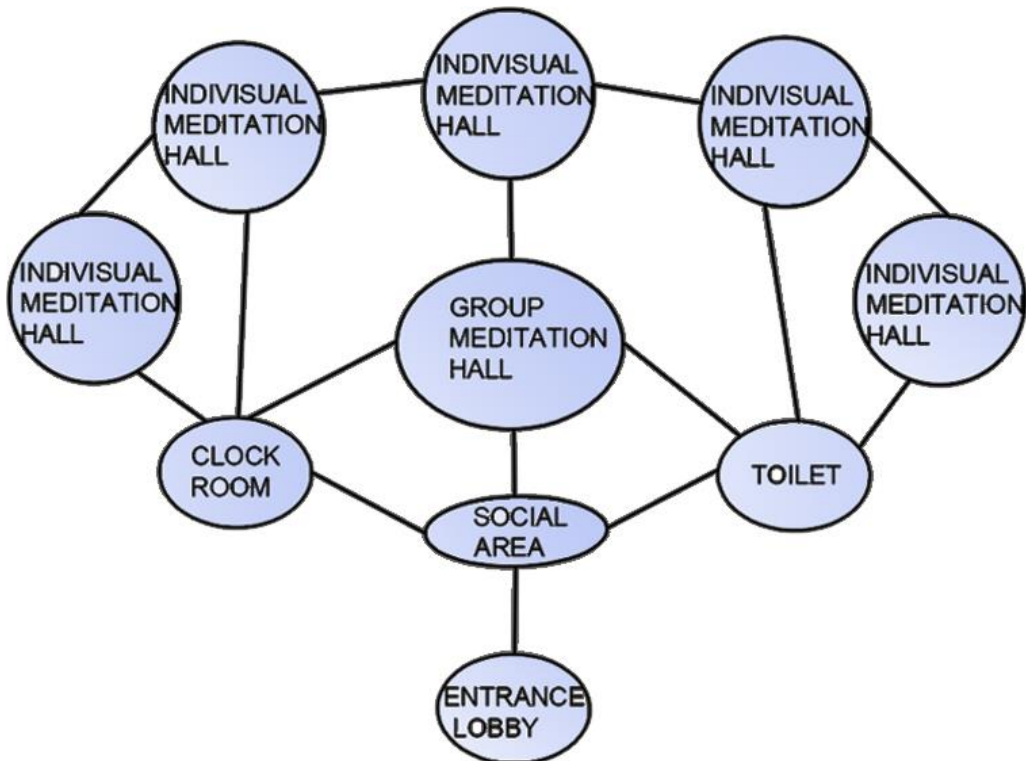 INDIVISUAL
MEDITATION
HALL
INDIVISUAL
MEDITATION
HALL
INDIVISUAL
MEDITATION
HALL
INDIVISUAL
MEDITATION
HALL
INDIVISUAL
MEDITATION
HALL
GROUP
MEDITATION
HALL
CLOCK
ROOM
TOILET
SOCIAL
AREA
ENTRANCE
LOBBY